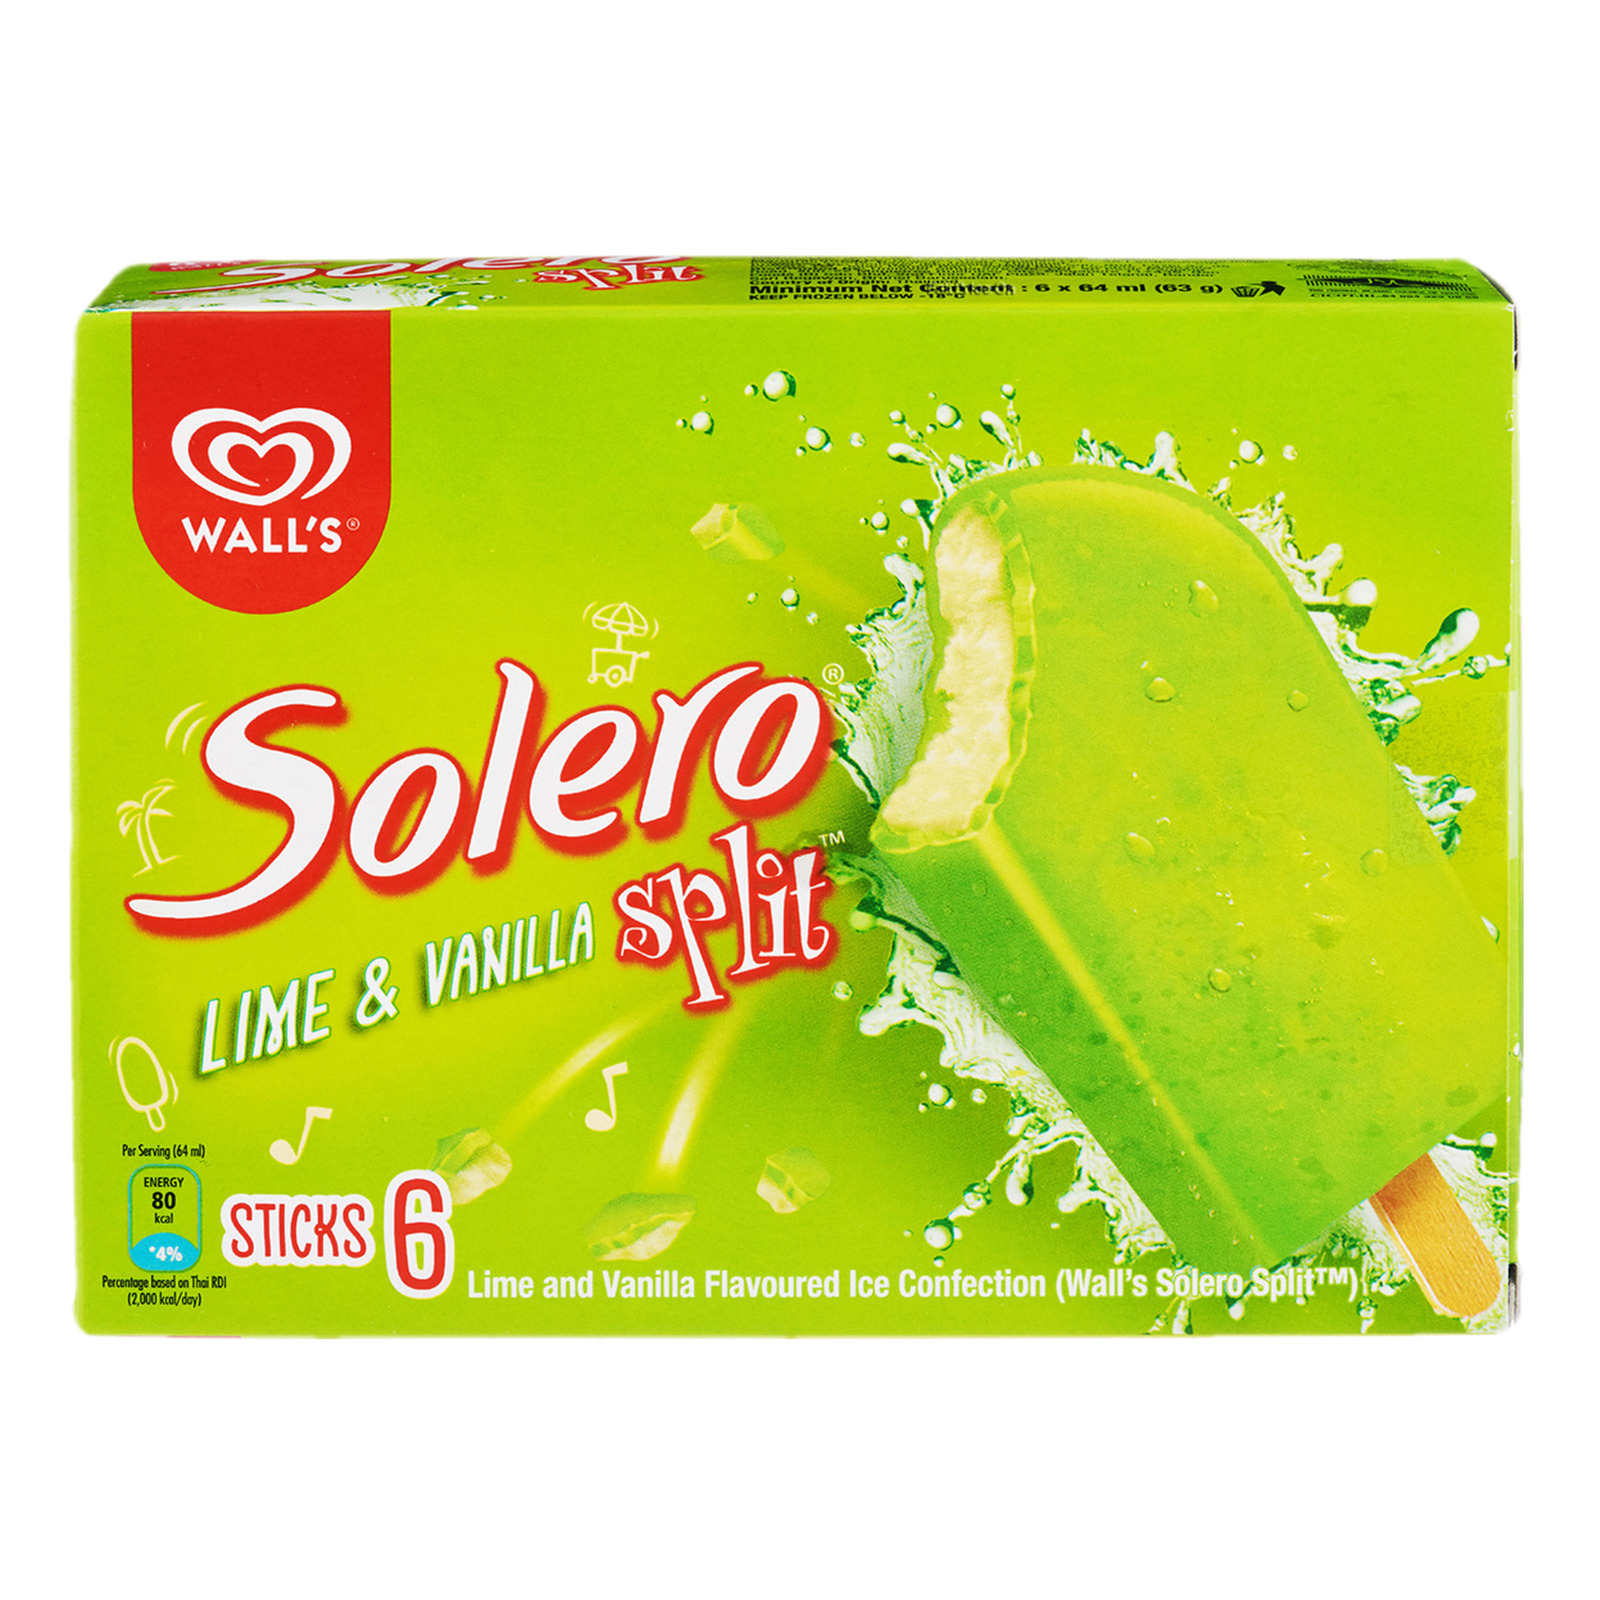 Solero
split
Minimum Net Content : 6 x 64 ml (63 g)
KEEP FROZEN BELOW -18°C
WALL'S®
Solero®
split™
LIME & VANILLA
Per Serving (64 ml)
ENERGY
80
kcal
*4%
Percentage based on Thai RDI
(2,000 kcal/day)
STICKS 6
Lime and Vanilla Flavoured Ice Confection (Wall's Solero Split™)